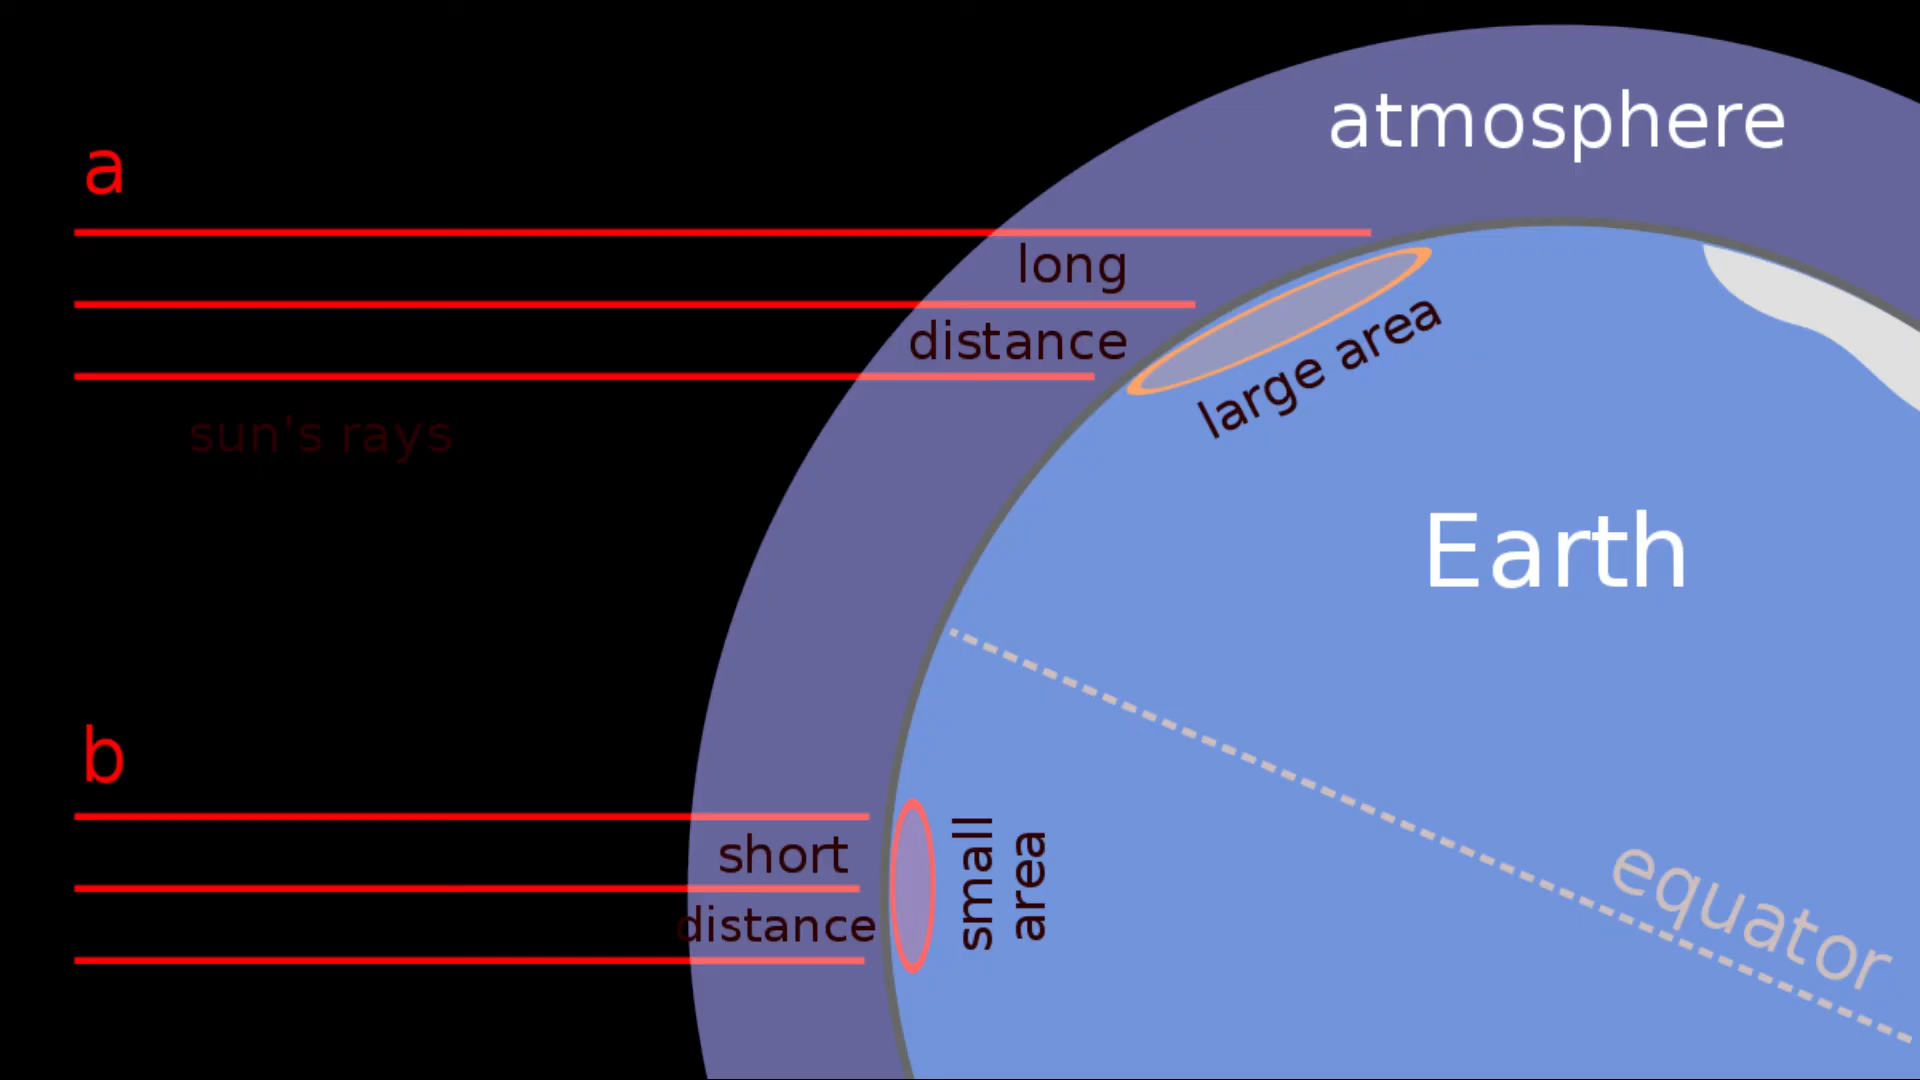 atmosphere
a
long
distance
large area
sun's rays
Earth
b
short
distance
small
area
equator